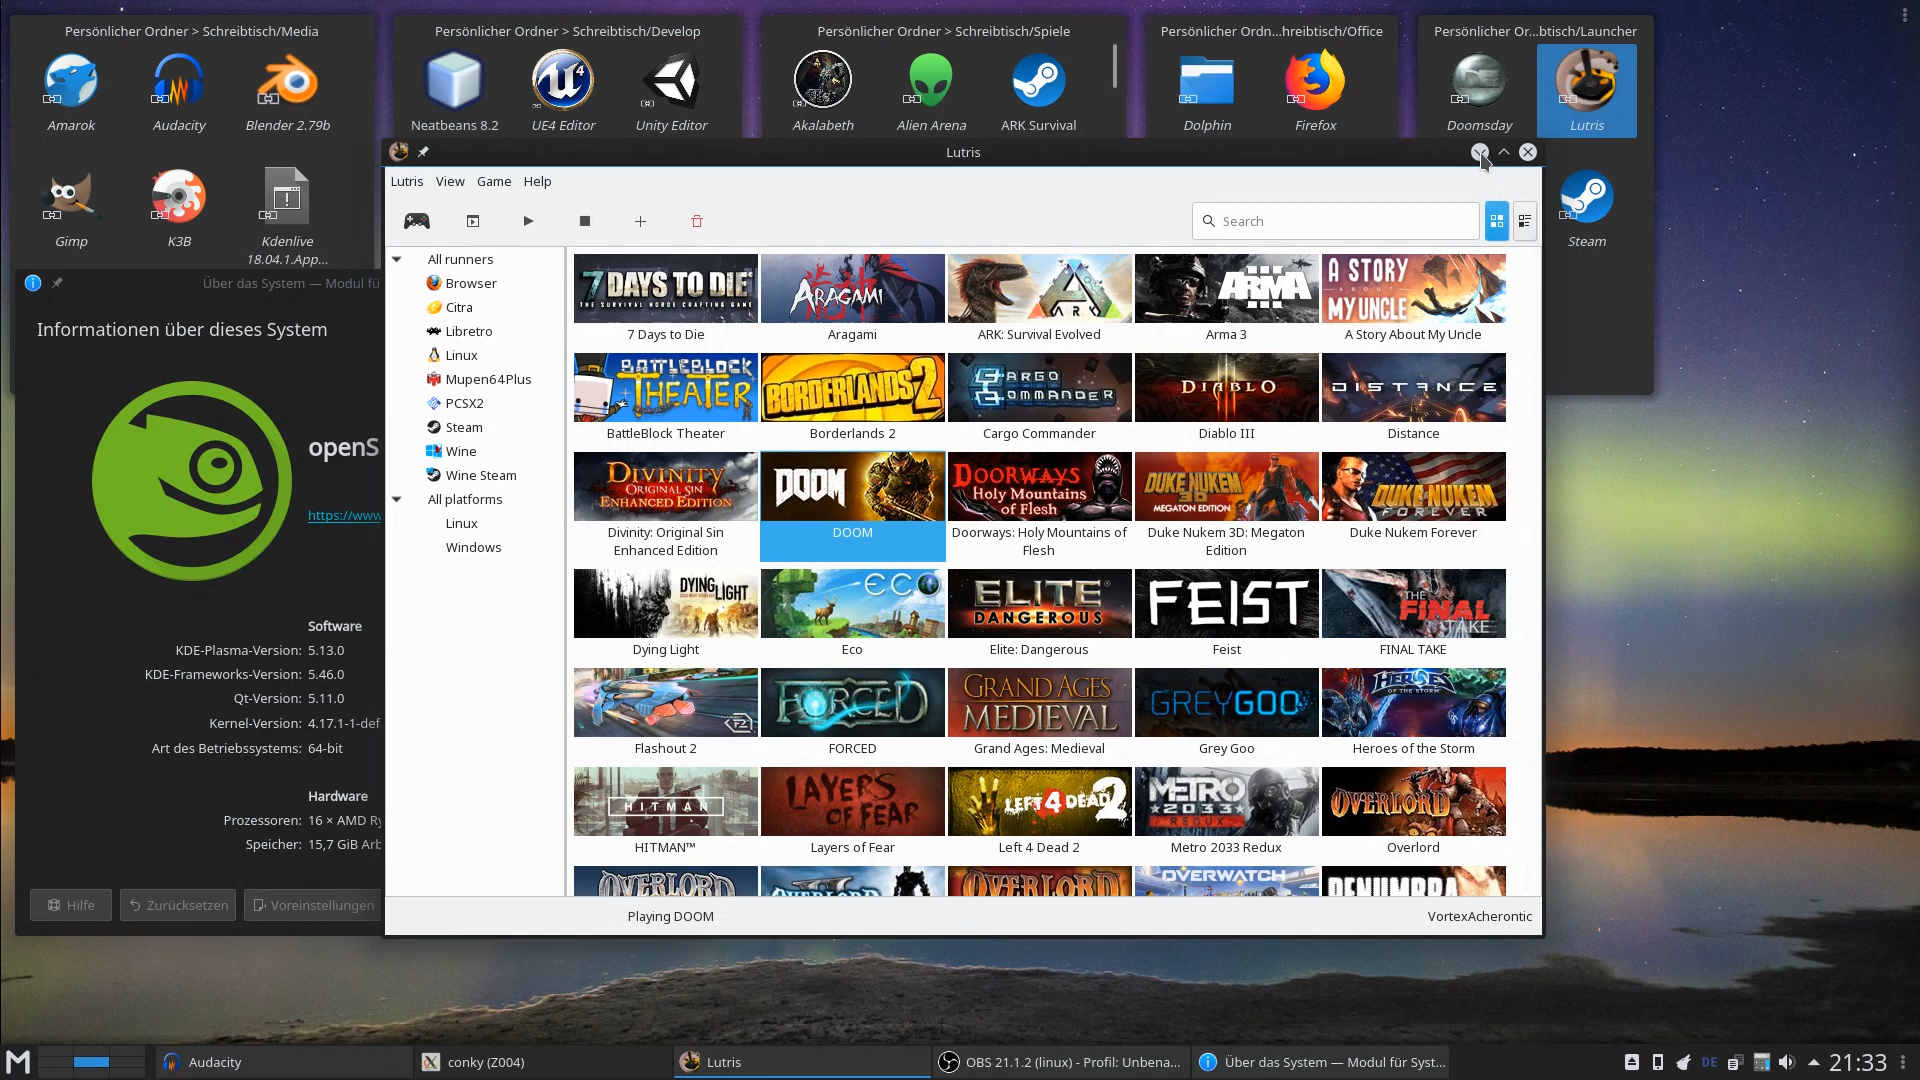 Persönlicher Ordner > Schreibtisch/Media
Amarok
Audacity
Blender 2.79b
Gimp
K3B
Kdenlive
18.04.1.App...
Persönlicher Ordner > Schreibtisch/Develop
Neatbeans 8.2
UE4 Editor
Unity Editor
Persönlicher Ordner > Schreibtisch/Spiele
Akalabeth
Alien Arena
ARK Survival
Persönlicher Ordn...hreibtisch/Office
Dolphin
Firefox
Persönlicher Or...btisch/Launcher
Doomsday
Lutris
Steam
Über das System — Modul fü
Informationen über dieses System
openS
https://www
Software
KDE-Plasma-Version: 5.13.0
KDE-Frameworks-Version: 5.46.0
Qt-Version: 5.11.0
Kernel-Version: 4.17.1-1-def
Art des Betriebssystems: 64-bit
Hardware
Prozessoren: 16 × AMD Ry
Speicher: 15,7 GiB Arb
Hilfe
Zurücksetzen
Voreinstellungen
Lutris
Lutris View Game Help
Search
All runners
Browser
Citra
Libretro
Linux
Mupen64Plus
PCSX2
Steam
Wine
Wine Steam
All platforms
Linux
Windows
7 DAYS TO DIE
THE SURVIVAL HORDE CRAFTING GAME
7 Days to Die
ARAGAMI
Aragami
ARK
ARK: Survival Evolved
ARMA
III
Arma 3
A STORY
ABOUT
MY UNCLE
A Story About My Uncle
BATTLEBLOCK
THEATER
BattleBlock Theater
BORDERLANDS 2
Borderlands 2
CARGO
COMMANDER
Cargo Commander
DIABLO
III
Diablo III
DISTANCE
Distance
DIVINITY
ORIGINAL SIN
ENHANCED EDITION
Divinity: Original Sin
Enhanced Edition
DOOM
DOOM
DOORWAYS
Holy Mountains
of Flesh
Doorways: Holy Mountains of
Flesh
DUKE NUKEM
3D
MEGATON EDITION
Duke Nukem 3D: Megaton
Edition
DUKE NUKEM
FOREVER
Duke Nukem Forever
DYING LIGHT
Dying Light
ECO
Eco
ELITE
DANGEROUS
Elite: Dangerous
FEIST
Feist
THE
FINAL
TAKE
FINAL TAKE
F2
Flashout 2
FORCED
FORCED
GRAND AGES
MEDIEVAL
Grand Ages: Medieval
GREYGOO
Grey Goo
HEROES
OF THE STORM
Heroes of the Storm
HITMAN
HITMAN™
LAYERS
OF FEAR
Layers of Fear
LEFT 4 DEAD 2
Left 4 Dead 2
METRO
2033
REDUX
Metro 2033 Redux
OVERLORD
Overlord
OVERLORD
OVERLORD
OVERWATCH
PENUMBRA
Playing DOOM
VortexAcherontic
Audacity
conky (Z004)
Lutris
OBS 21.1.2 (linux) - Profil: Unbena...
Über das System — Modul für Syst...
DE
21:33